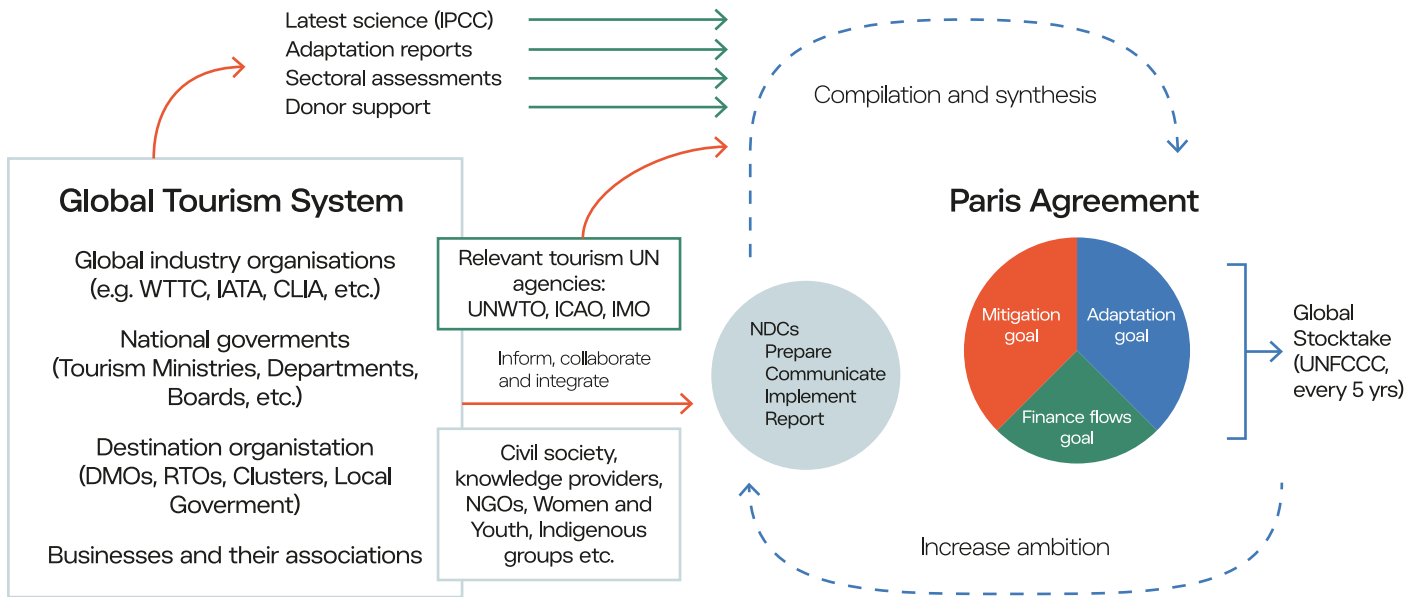 Latest science (IPCC)
Adaptation reports
Sectoral assessments
Donor support
Compilation and synthesis
Global Tourism System
Global industry organisations
(e.g. WTTC, IATA, CLIA, etc.)
National goverments
(Tourism Ministries, Departments,
Boards, etc.)
Destination organistation
(DMOs, RTOs, Clusters, Local
Goverment)
Businesses and their associations
Relevant tourism UN
agencies:
UNWTO, ICAO, IMO
Inform, collaborate
and integrate
Civil society,
knowledge providers,
NGOs, Women and
Youth, Indigenous
groups etc.
NDCs
Prepare
Communicate
Implement
Report
Paris Agreement
Mitigation
goal
Adaptation
goal
Finance flows
goal
Global
Stocktake
(UNFCCC,
every 5 yrs)
Increase ambition